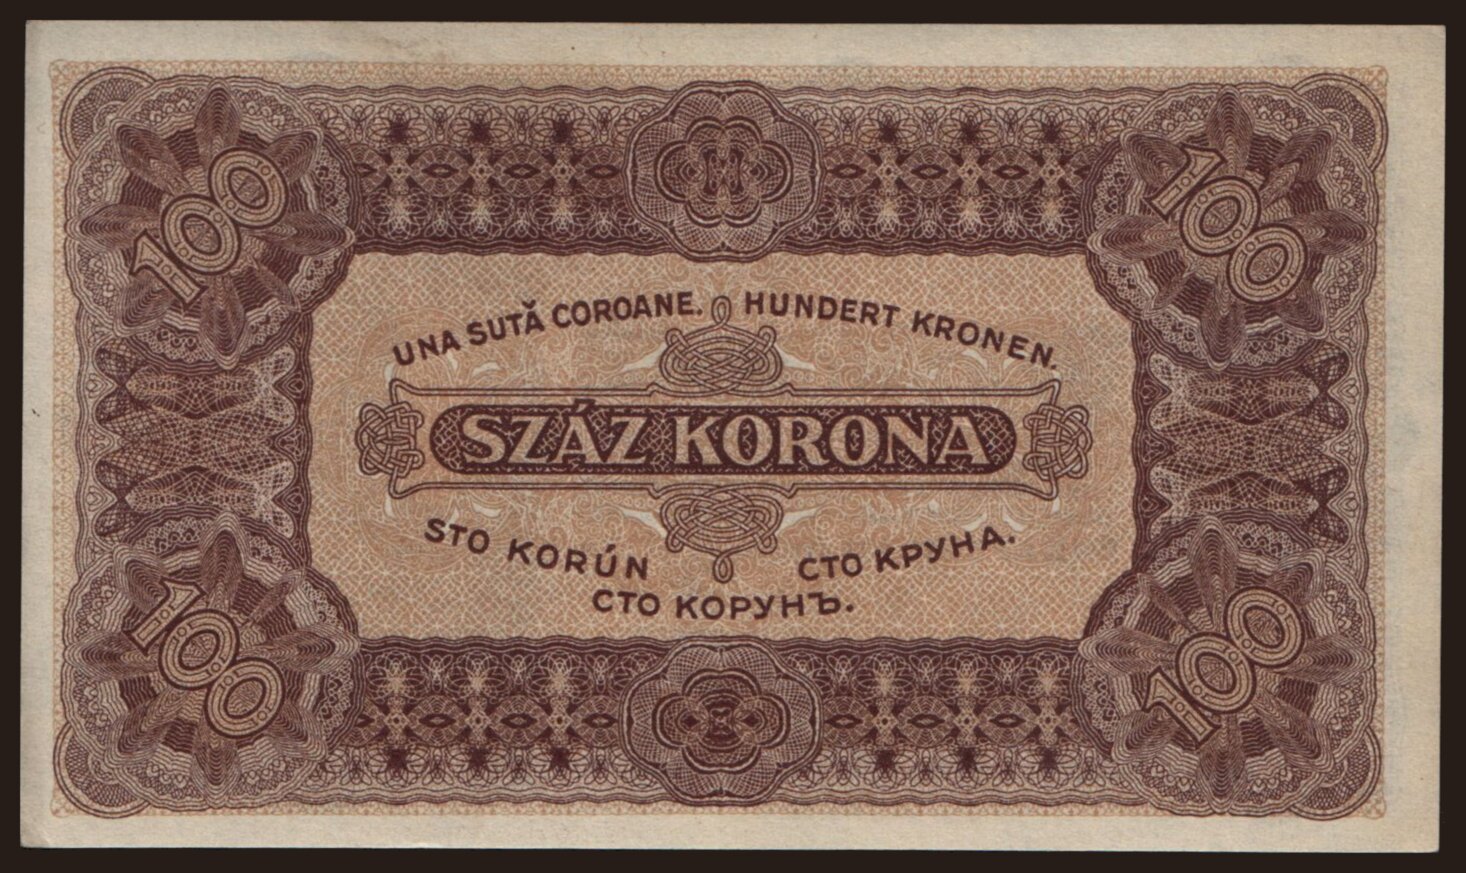 100
100
UNA SUTĂ COROANE.
HUNDERT KRONEN.
SZÁZ KORONA
STO KORÚN
СТО КРУНА.
СТО КОРУНЪ.
100
100